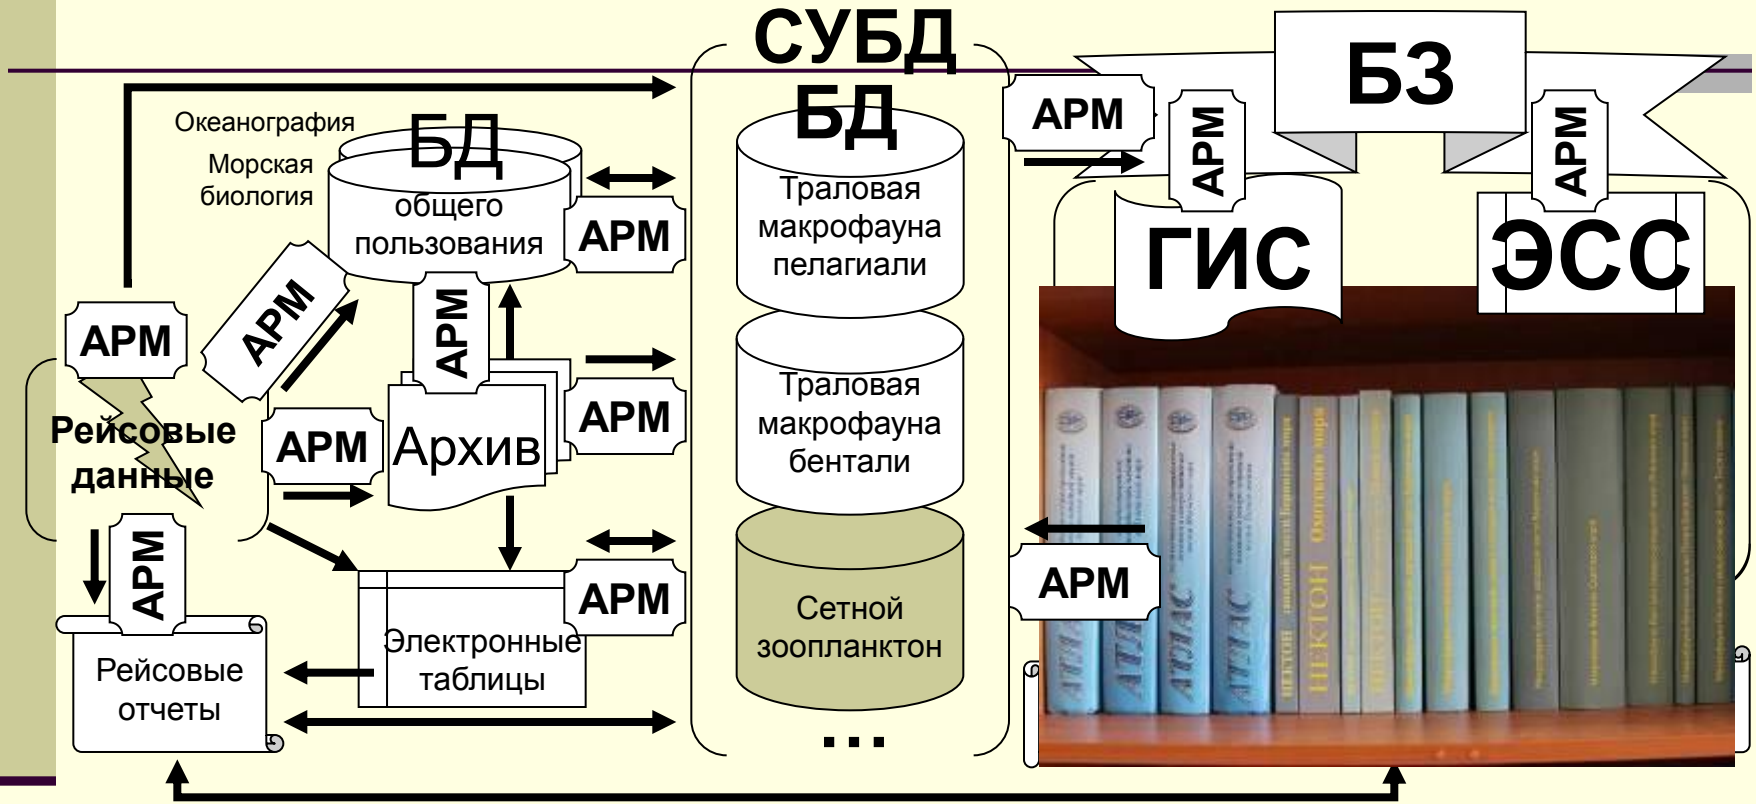 СУБД
БД
БЗ
АРМ
АРМ
АРМ
Океанография
Морская
биология
БД
общего
пользования
АРМ
Траловая
макрофауна
пелагиали
ГИС
ЭСС
АРМ
АРМ
АРМ
Рейсовые
данные
АРМ
Архив
АРМ
Траловая
макрофауна
бентали
АРМ
Электронные
таблицы
АРМ
Сетной
зоопланктон
АРМ
Рейсовые
отчеты
...
АТЛАС
АТЛАС
АТЛАС
АТЛАС
НЕКТОН
НЕКТОН